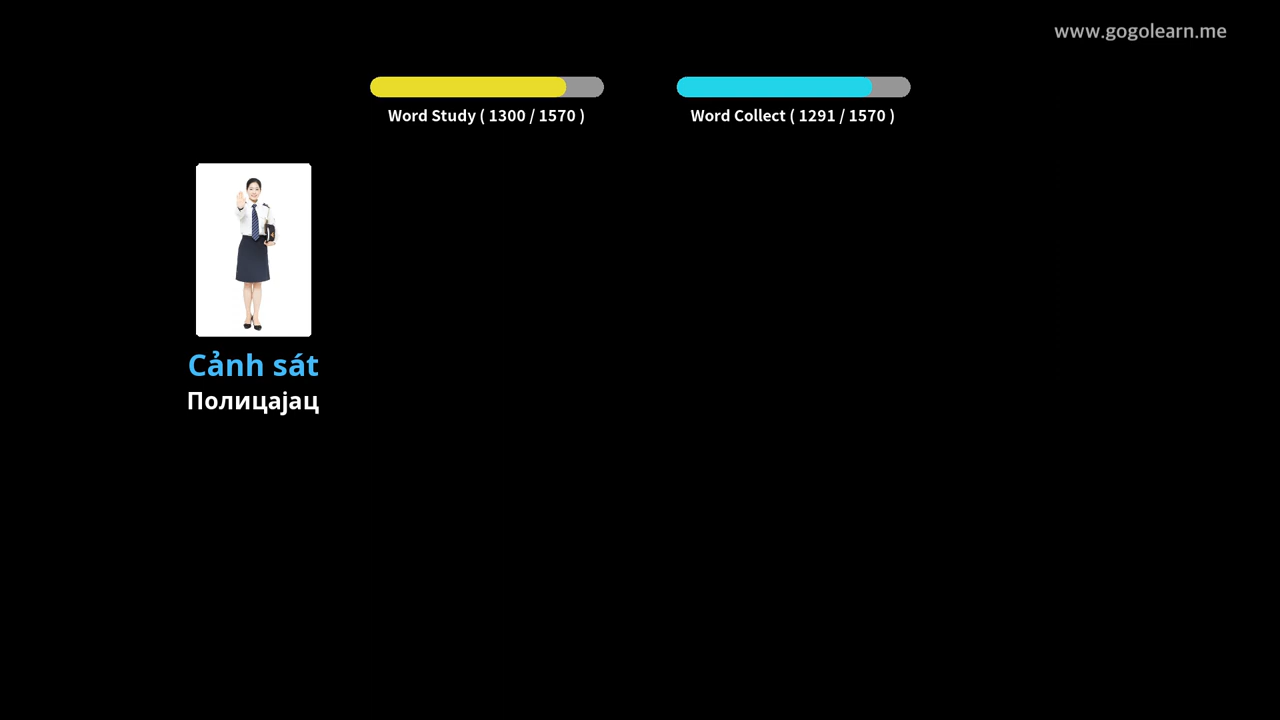 www.gogolearn.me
Word Study ( 1300 / 1570 )
Word Collect ( 1291 / 1570 )
Cảnh sát
Полицајац